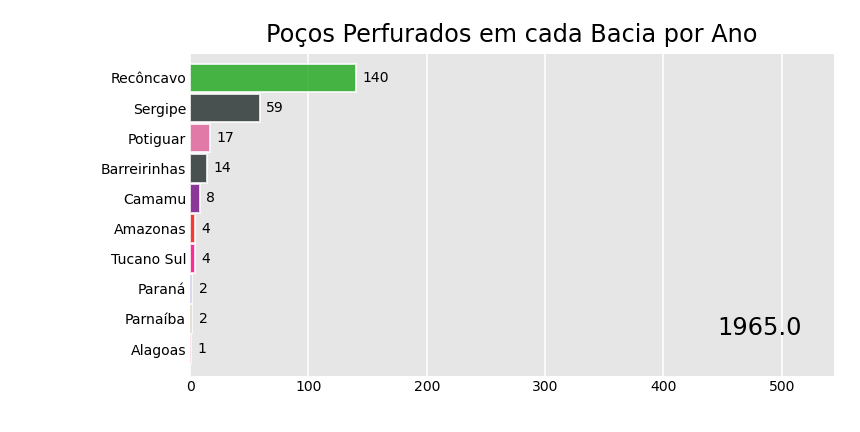 Poços Perfurados em cada Bacia por Ano
Recôncavo 140
Sergipe 59
Potiguar 17
Barreirinhas 14
Camamu 8
Amazonas 4
Tucano Sul 4
Paraná 2
Parnaíba 2
1965.0
Alagoas 1
0 100 200 300 400 500